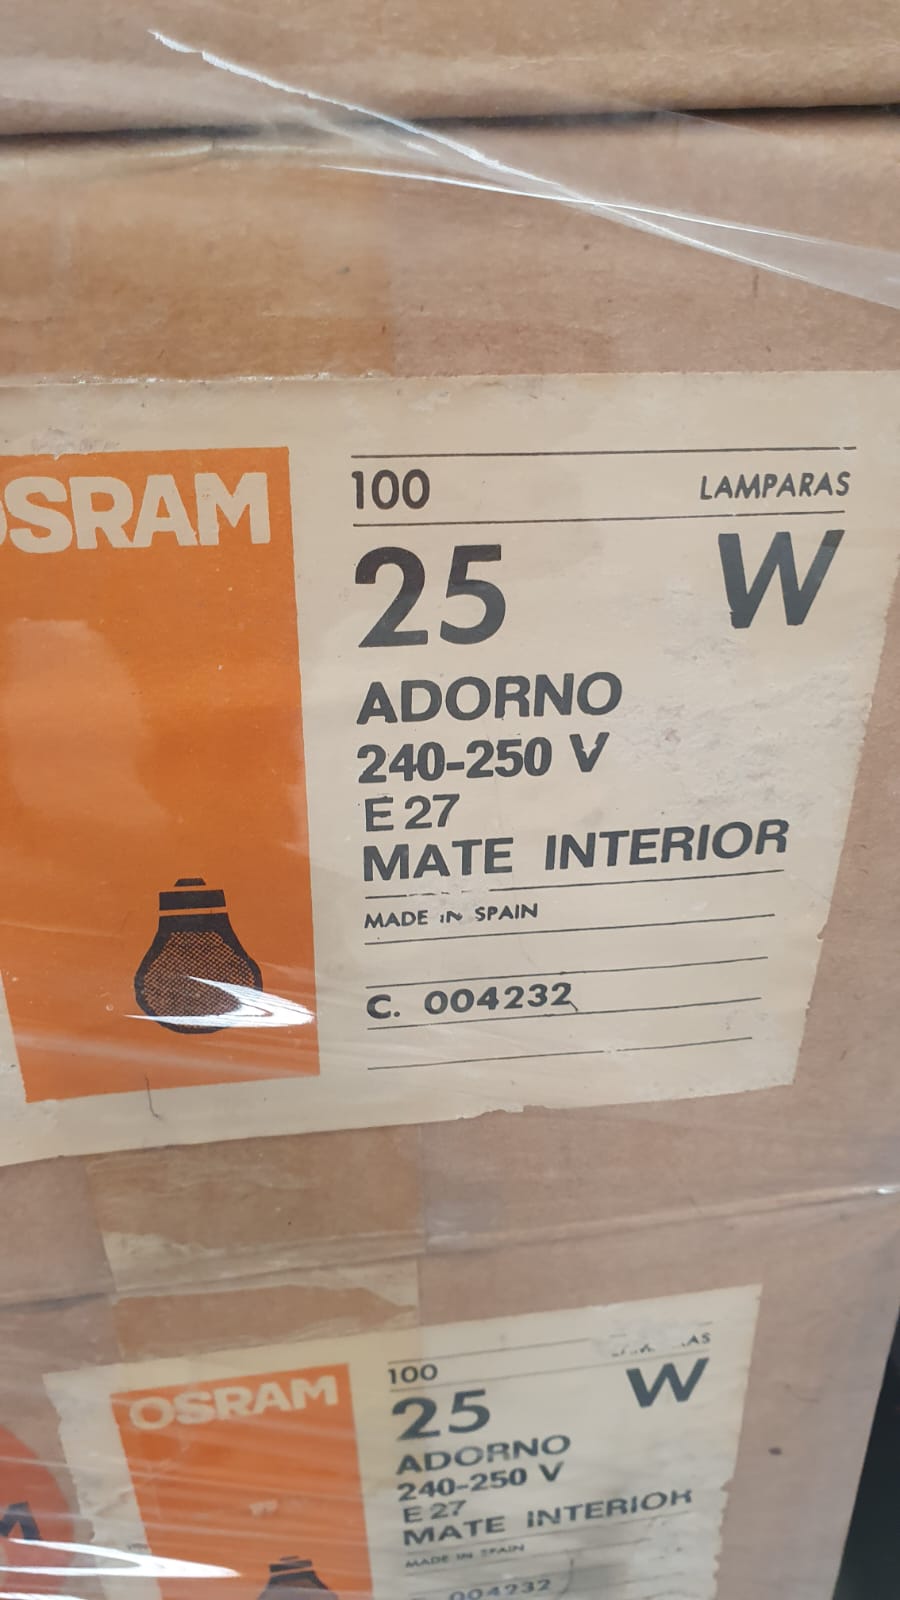 OSRAM
100 LAMPARAS
25 W
ADORNO
240-250 V
E 27
MATE INTERIOR
MADE IN SPAIN
C. 004232
OSRAM
100
25 W
ADORNO
240-250 V
E 27
MATE INTERIOR
MADE IN SPAIN
004232